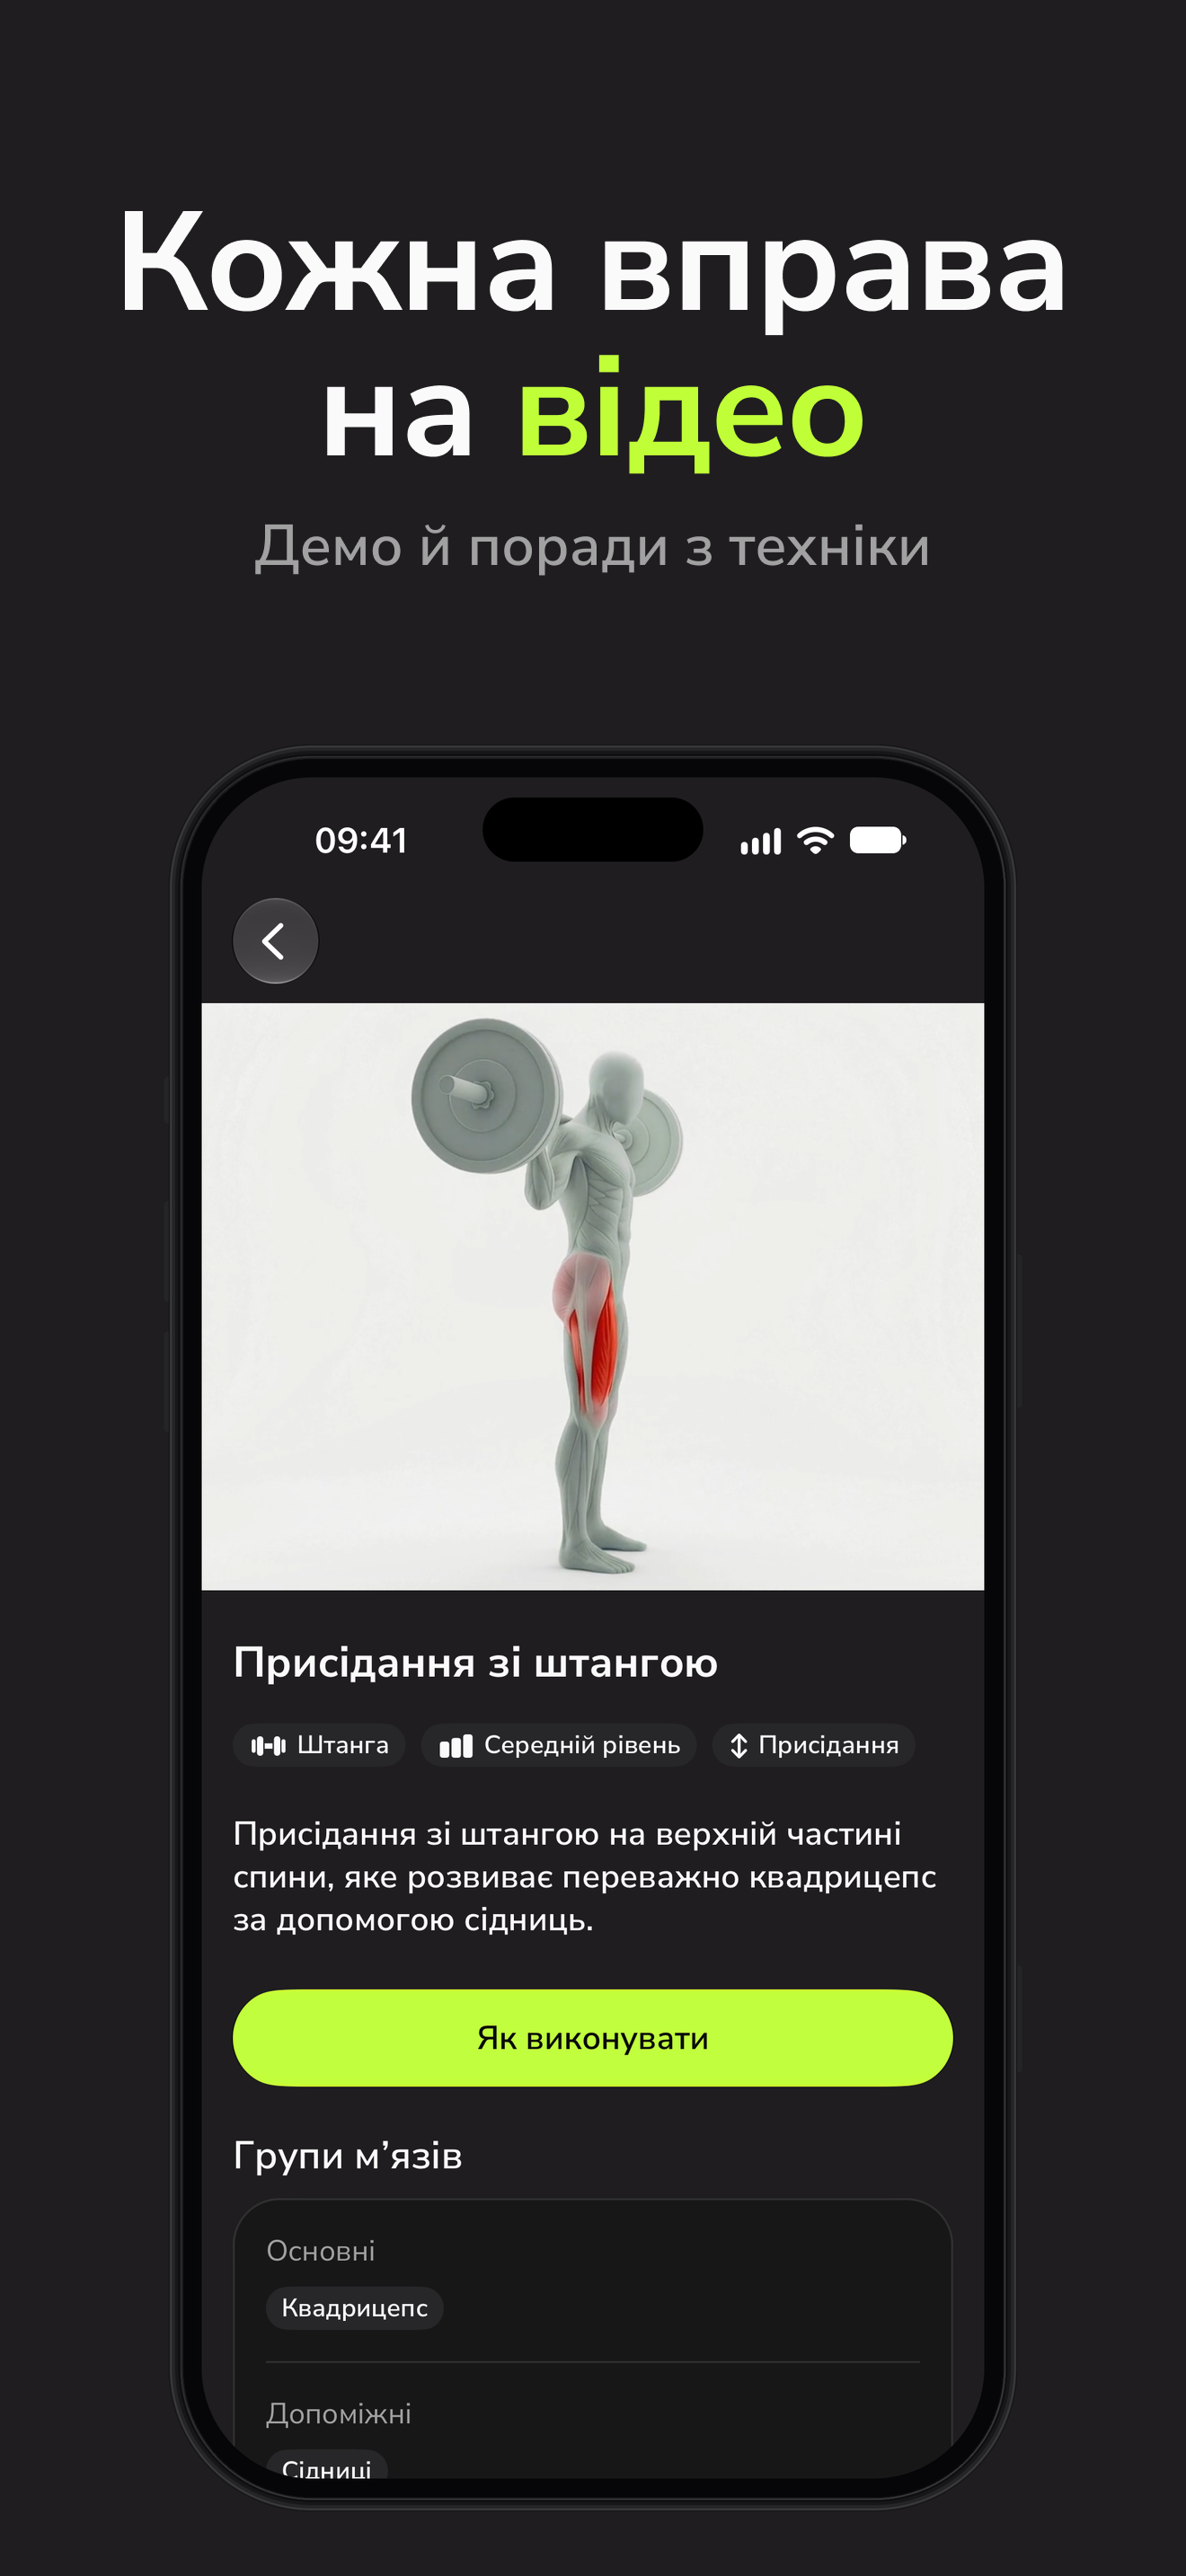 Кожна вправа
на відео
Демо й поради з техніки
09:41
Присідання зі штангою
Штанга
Середній рівень
Присідання
Присідання зі штангою на верхній частині
спини, яке розвиває переважно квадрицепс
за допомогою сідниць.
Як виконувати
Групи м’язів
Основні
Квадрицепс
Допоміжні
Сідниці